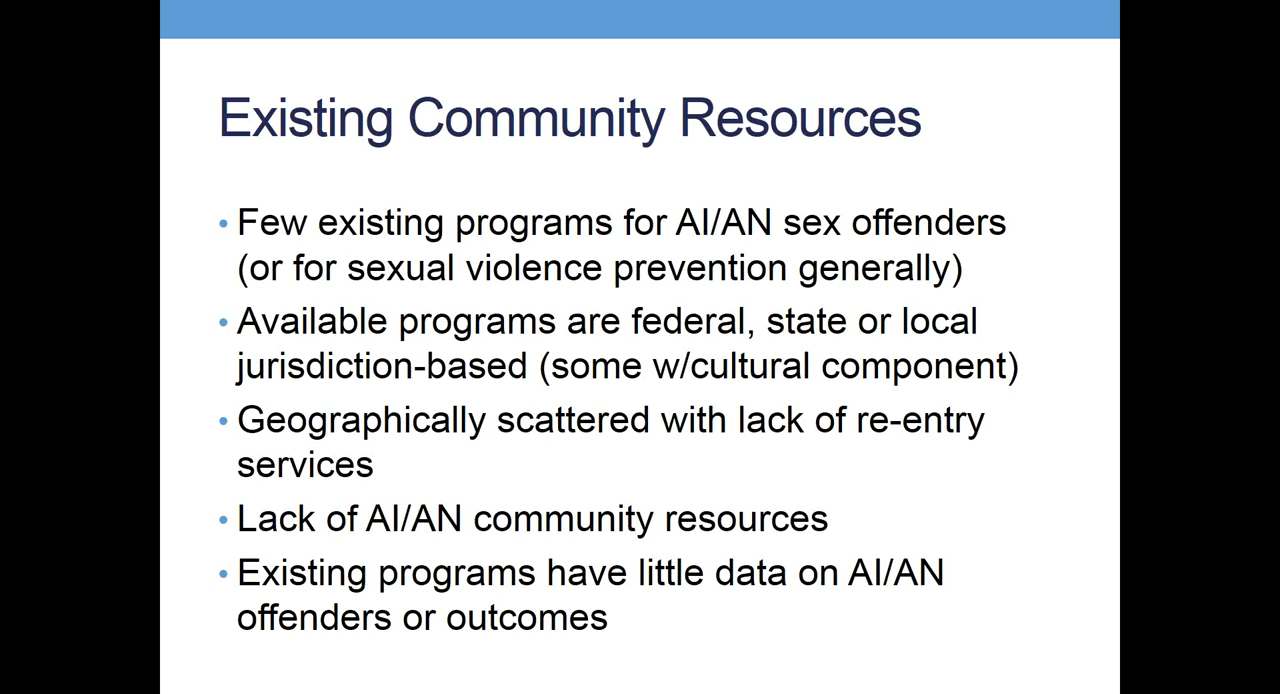 Existing Community Resources
• Few existing programs for AI/AN sex offenders
(or for sexual violence prevention generally)
• Available programs are federal, state or local
jurisdiction-based (some w/cultural component)
• Geographically scattered with lack of re-entry
services
• Lack of AI/AN community resources
• Existing programs have little data on AI/AN
offenders or outcomes